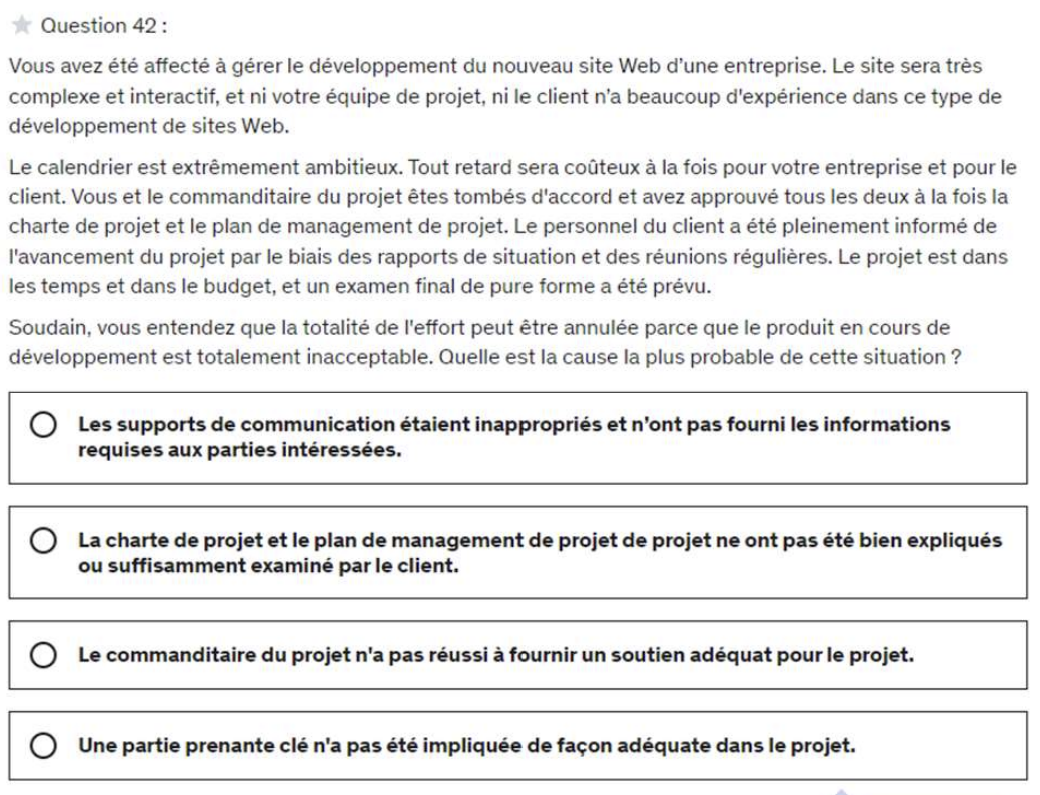 Question 42 :
Vous avez été affecté à gérer le développement du nouveau site Web d'une entreprise. Le site sera très
complexe et interactif, et ni votre équipe de projet, ni le client n'a beaucoup d'expérience dans ce type de
développement de sites Web.
Le calendrier est extrêmement ambitieux. Tout retard sera coûteux à la fois pour votre entreprise et pour le
client. Vous et le commanditaire du projet êtes tombés d'accord et avez approuvé tous les deux à la fois la
charte de projet et le plan de management de projet. Le personnel du client a été pleinement informé de
l'avancement du projet par le biais des rapports de situation et des réunions régulières. Le projet est dans
les temps et dans le budget, et un examen final de pure forme a été prévu.
Soudain, vous entendez que la totalité de l'effort peut être annulée parce que le produit en cours de
développement est totalement inacceptable. Quelle est la cause la plus probable de cette situation ?
Les supports de communication étaient inappropriés et n'ont pas fourni les informations
requises aux parties intéressées.
La charte de projet et le plan de management de projet de projet ne ont pas été bien expliqués
ou suffisamment examiné par le client.
Le commanditaire du projet n'a pas réussi à fournir un soutien adéquat pour le projet.
Une partie prenante clé n'a pas été impliquée de façon adéquate dans le projet.